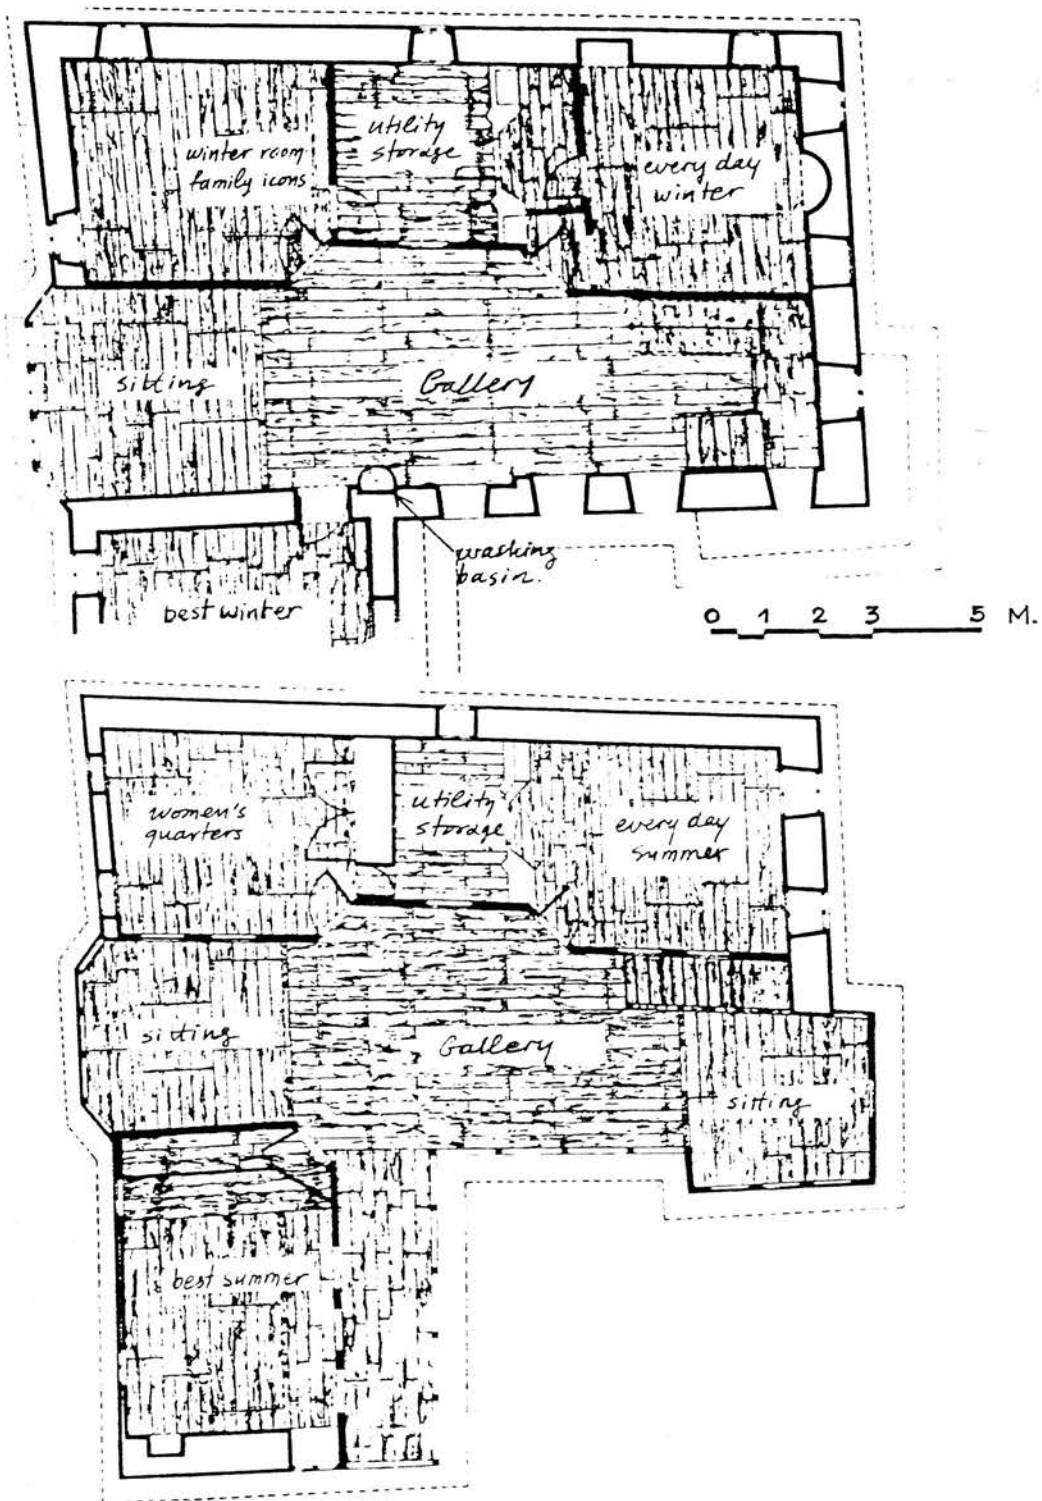 winter room
family icons
utility
storage
every day
winter
sitting
Gallery
washing
basin.
best winter
0 1 2 3 5 M.
women's
quarters
utility
storage
every day
summer
sitting
Gallery
sitting
best summer